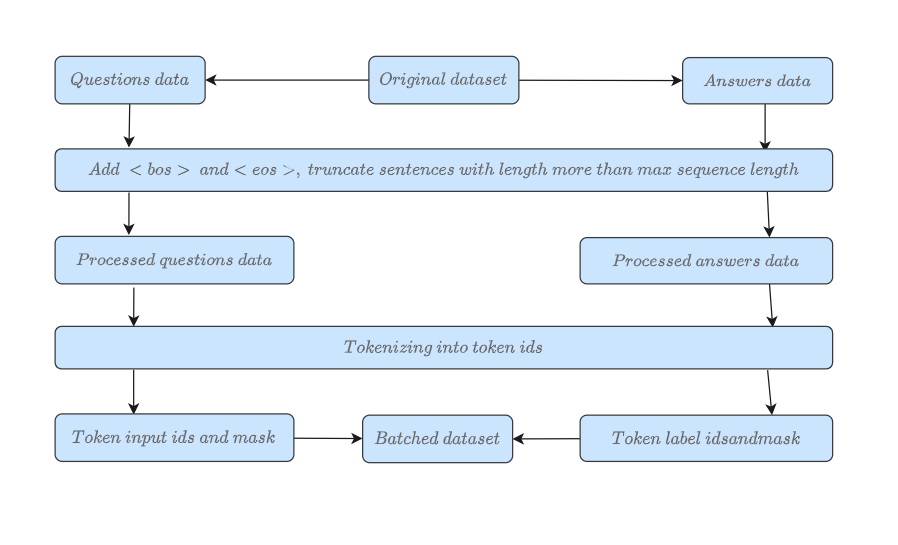 Questions data
Original dataset
Answers data
Add < bos > and < eos >, truncate sentences with length more than max sequence length
Processed questions data
Processed answers data
Tokenizing into token ids
Token input ids and mask
Batched dataset
Token label idsandmask